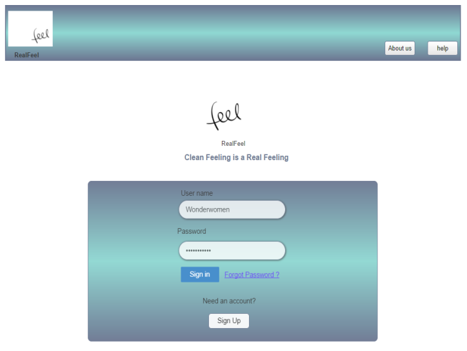 feel
RealFeel
About us
help
feel
RealFeel
Clean Feeling is a Real Feeling
User name
Wonderwomen
Password
•••••••••••
Sign in Forgot Password ?
Need an account?
Sign Up